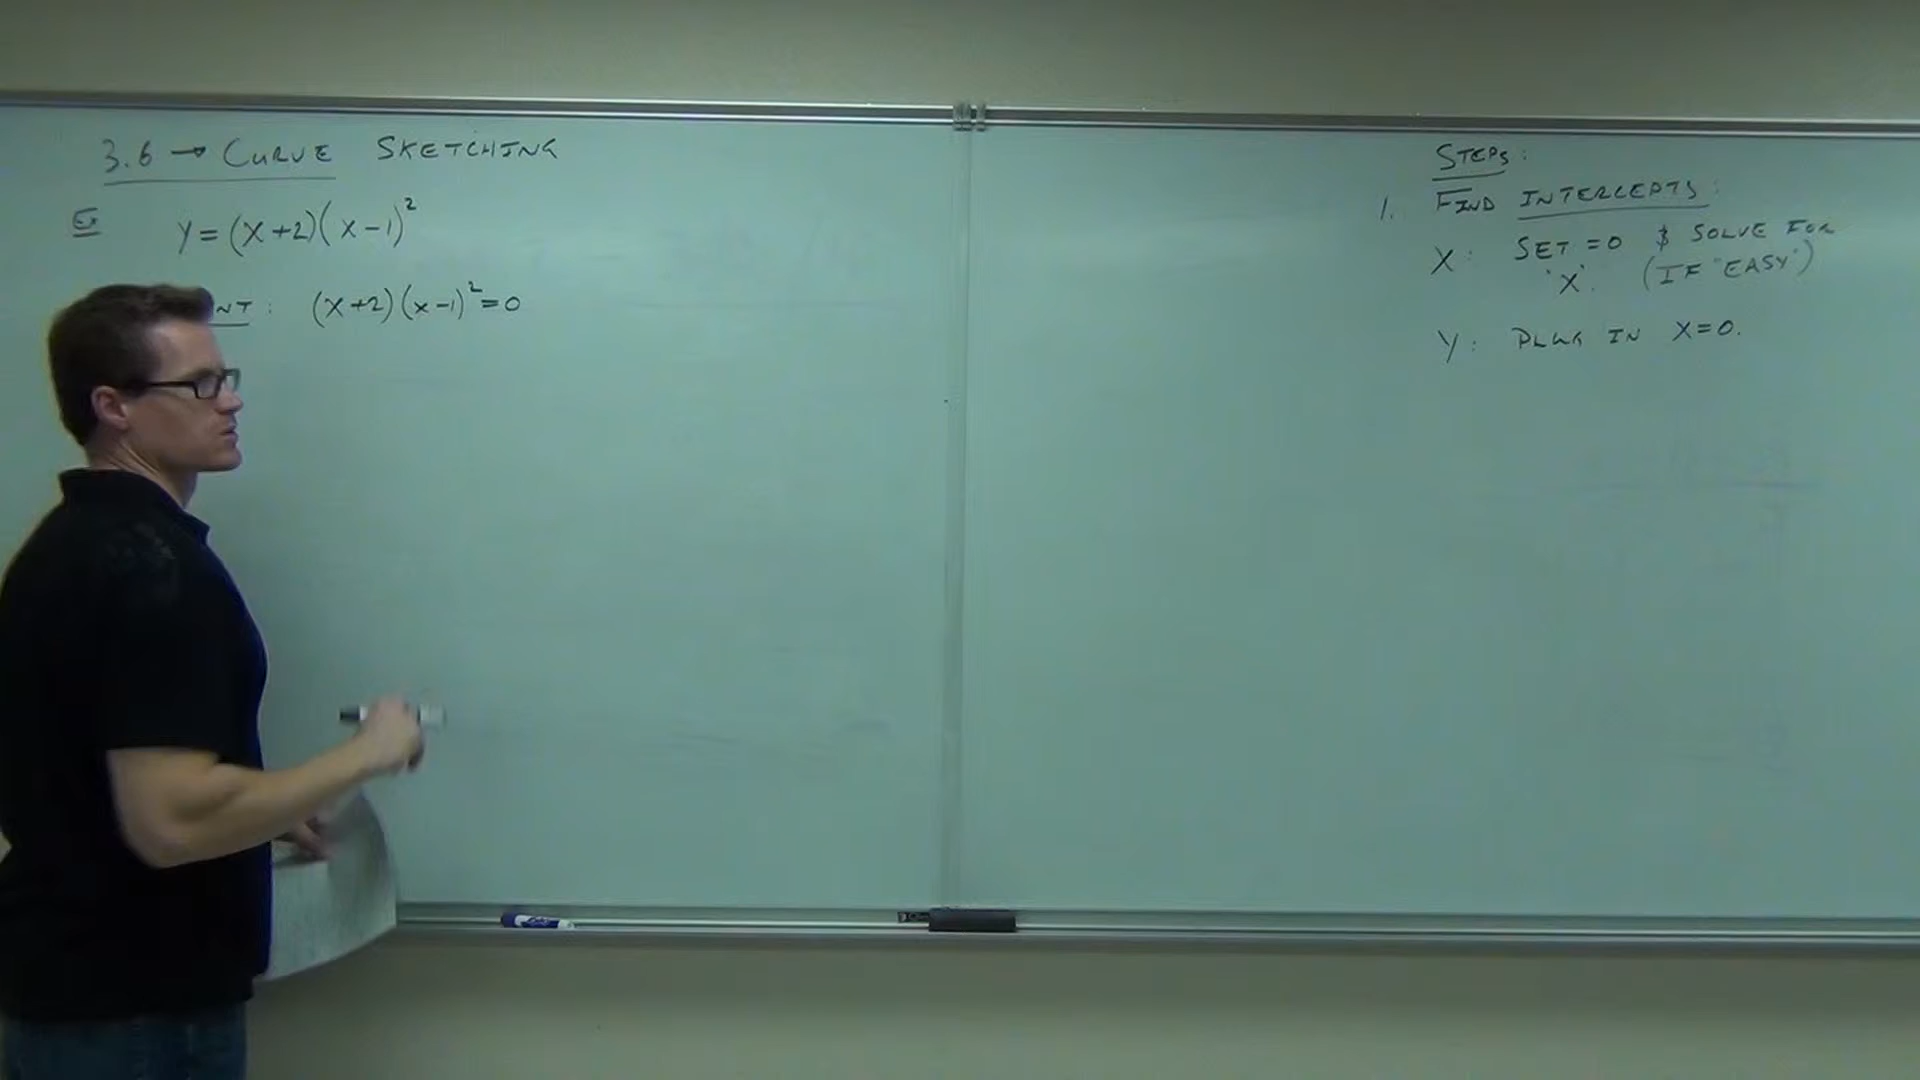 3.6 → CURVE SKETCHING
Ex Y=(X+2)(X-1)²
NT: (X+2)(x-1)²=0
STEPS:
1. FIND INTERCEPTS:
X: SET =0 $ SOLVE FOR
"X". (IF "EASY")
Y: PLUG IN X=0.